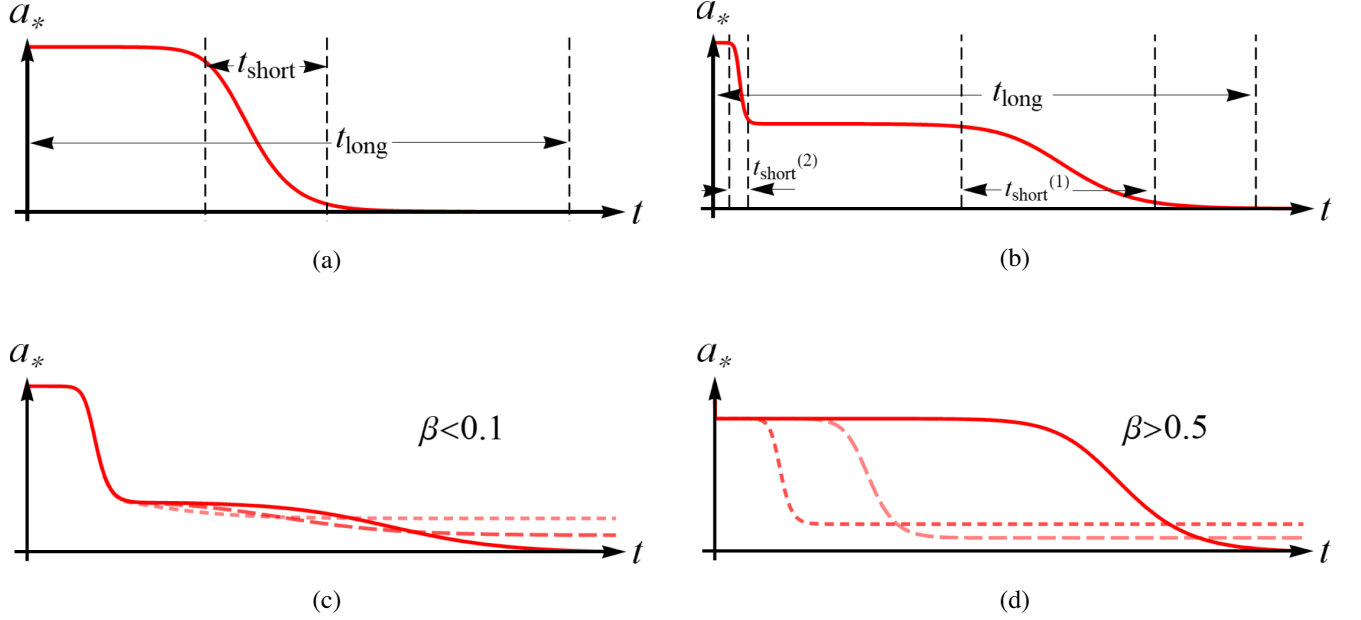 a*
t_short
t_long
t
(a)
a*
t_long
t_short^(2)
t_short^(1)
t
(b)
a*
β<0.1
t
(c)
a*
β>0.5
t
(d)